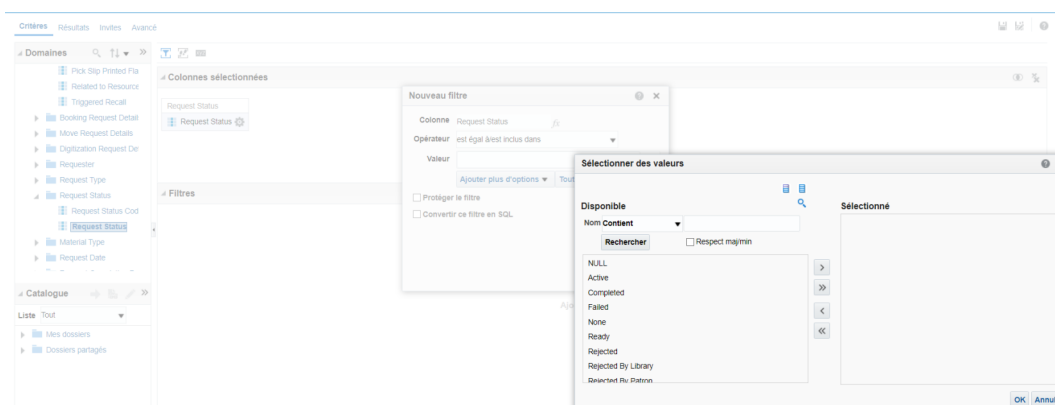 Critères Résultats Invites Avancé
Domaines
Pick Slip Printed Fla
Related to Resource
Triggered Recall
Booking Request Detail
Move Request Details
Digitization Request De
Requester
Request Type
Request Status
Request Status Cod
Request Status
Material Type
Request Date
Catalogue
Liste Tout
Mes dossiers
Dossiers partagés
Colonnes sélectionnées
Request Status
Request Status
Filtres
Nouveau filtre
Colonne Request Status fx
Opérateur est égal à/est inclus dans
Valeur
Ajouter plus d'options Tout
Protéger le filtre
Convertir ce filtre en SQL
Sélectionner des valeurs
Disponible
Nom Contient
Rechercher Respect maj/min
NULL
Active
Completed
Failed
None
Ready
Rejected
Rejected By Library
Rejected By Patron
Sélectionné
OK Annul